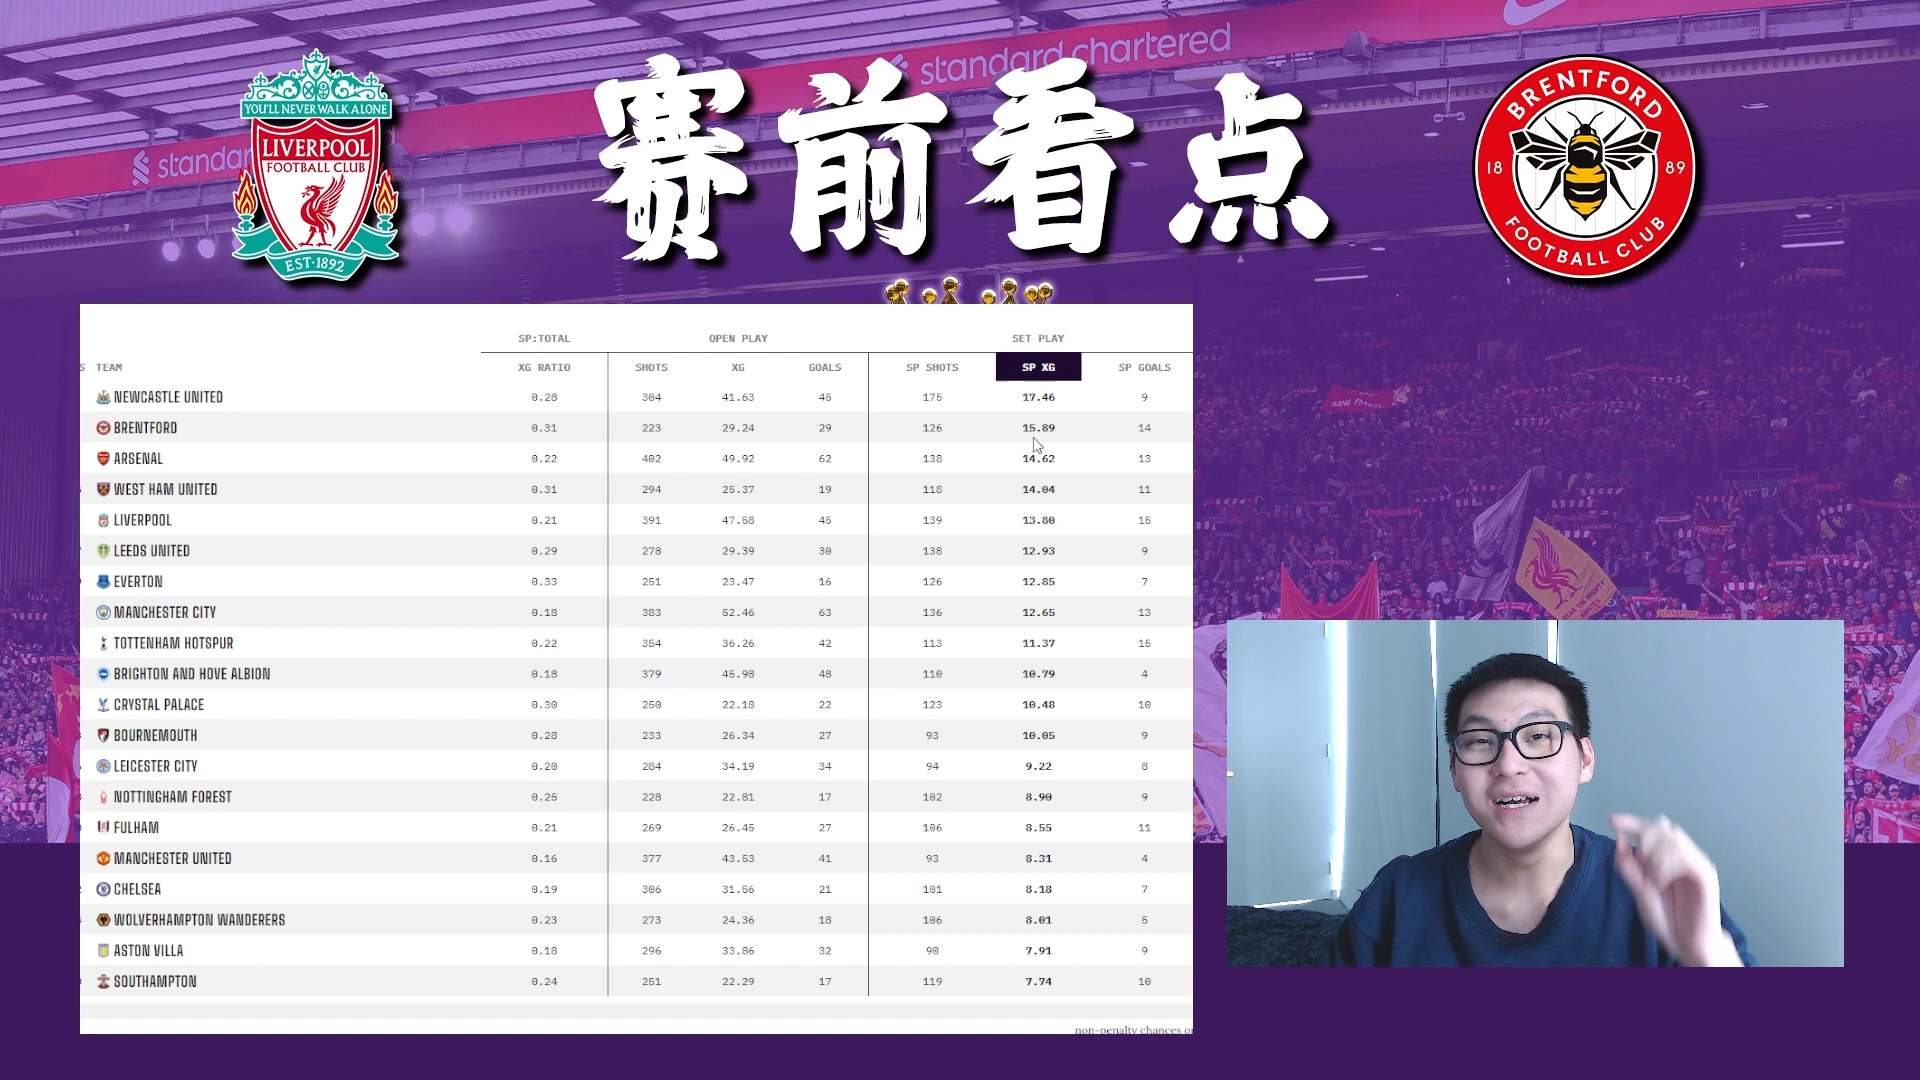 standard chartered
赛前看点
YOU'LL NEVER WALK ALONE
LIVERPOOL
FOOTBALL CLUB
EST·1892
BRENTFORD
18 89
FOOTBALL CLUB
SP:TOTAL OPEN PLAY SET PLAY
TEAM XG RATIO SHOTS XG GOALS SP SHOTS SP XG SP GOALS
NEWCASTLE UNITED 0.28 304 41.63 45 175 17.46 9
BRENTFORD 0.31 223 29.24 29 126 15.89 14
ARSENAL 0.22 402 49.92 62 138 14.62 13
WEST HAM UNITED 0.31 294 25.37 19 118 14.04 11
LIVERPOOL 0.21 391 47.58 45 139 13.80 15
LEEDS UNITED 0.29 278 29.39 30 138 12.93 9
EVERTON 0.33 251 23.47 16 126 12.85 7
MANCHESTER CITY 0.18 383 52.46 63 136 12.65 13
TOTTENHAM HOTSPUR 0.22 354 36.26 42 113 11.37 15
BRIGHTON AND HOVE ALBION 0.18 379 45.98 48 110 10.79 4
CRYSTAL PALACE 0.30 250 22.18 22 123 10.48 10
BOURNEMOUTH 0.28 233 26.34 27 93 10.05 9
LEICESTER CITY 0.20 284 34.19 34 94 9.22 8
NOTTINGHAM FOREST 0.25 228 22.81 17 102 8.90 9
FULHAM 0.21 269 26.45 27 106 8.55 11
MANCHESTER UNITED 0.16 377 43.53 41 93 8.31 4
CHELSEA 0.19 306 31.56 21 101 8.18 7
WOLVERHAMPTON WANDERERS 0.23 273 24.36 18 106 8.01 5
ASTON VILLA 0.18 296 33.86 32 90 7.91 9
SOUTHAMPTON 0.24 251 22.29 17 119 7.74 10
non-penalty chances